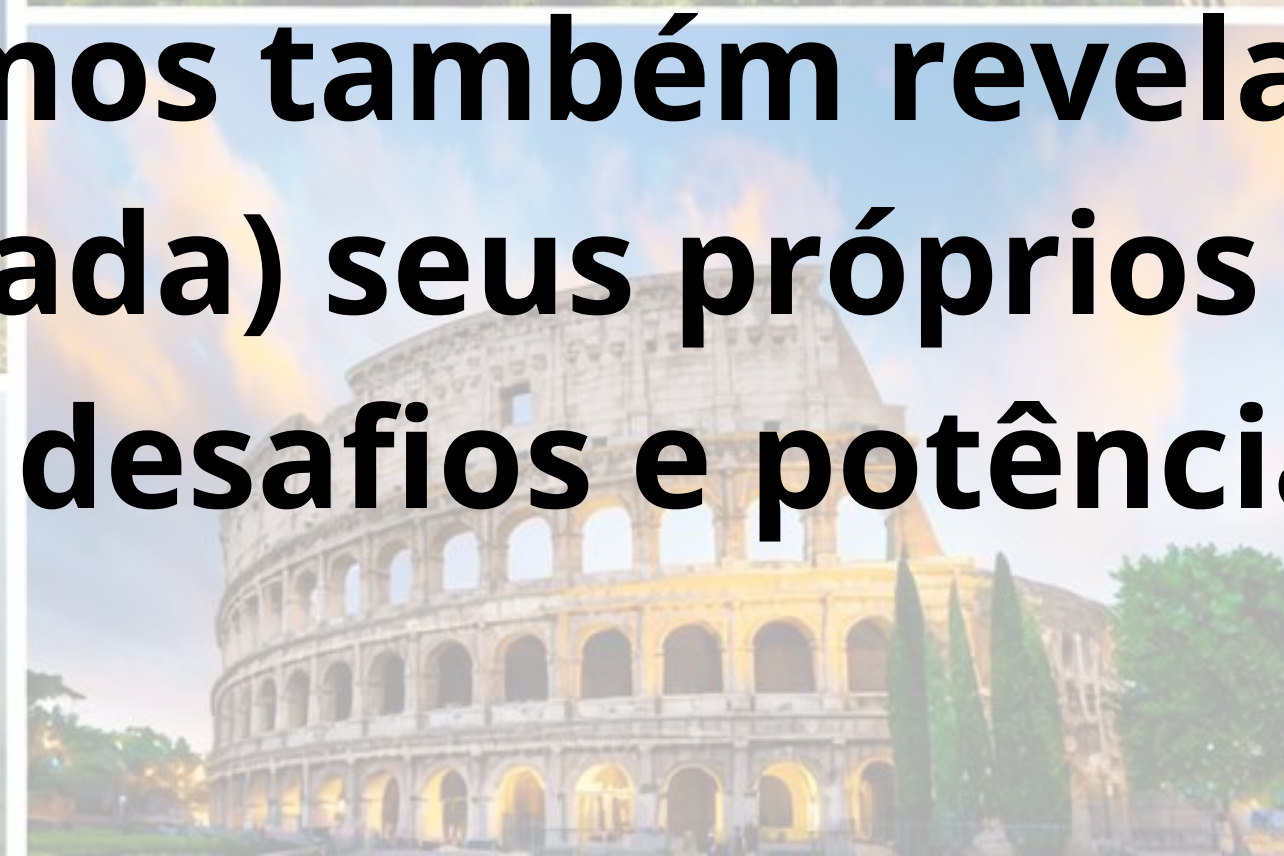 mos também revela
ada) seus próprios
desafios e potência